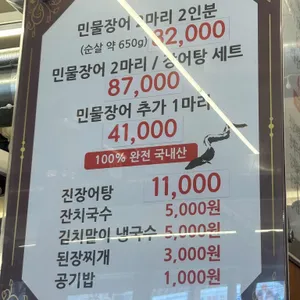 민물장어 2마리 2인분
(순살 약 650g) 82,000
민물장어 2마리 / 장어탕 세트
87,000
민물장어 추가 1마리
41,000
100% 완전 국내산
진장어탕 11,000
잔치국수 5,000원
김치말이 냉국수 5,000원
된장찌개 3,000원
공기밥 1,000원